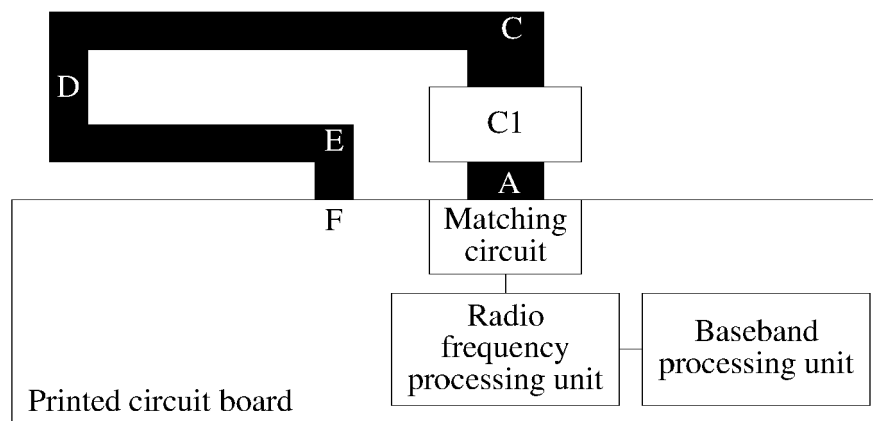 C
D
C1
E
A
F
Matching
circuit
Radio
frequency
processing unit
Baseband
processing unit
Printed circuit board